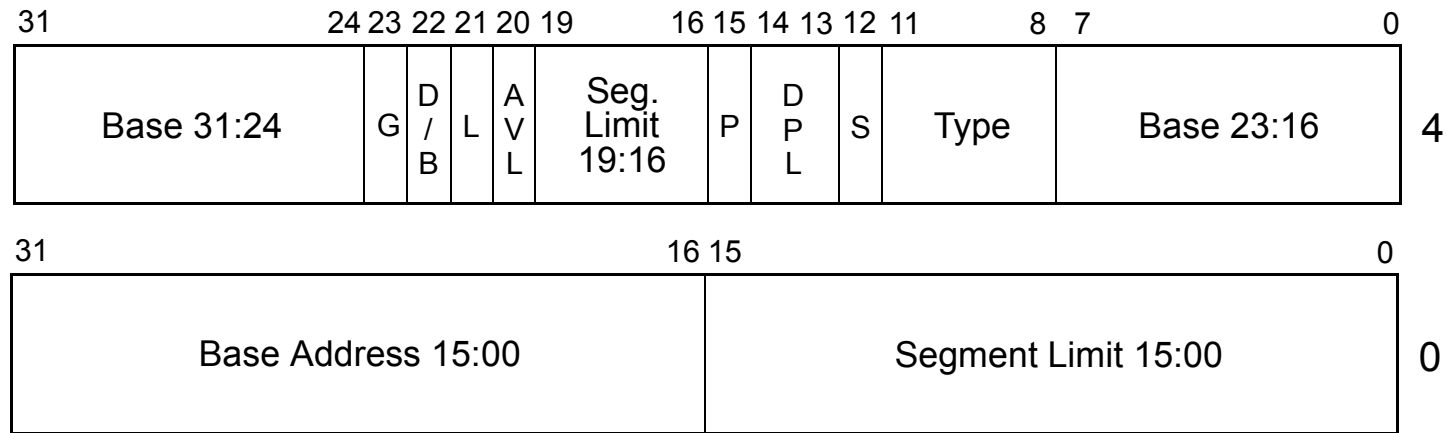 31 24 23 22 21 20 19 16 15 14 13 12 11 8 7 0
Base 31:24 G D / B L A V L Seg. Limit 19:16 P D P L S Type Base 23:16 4
31 16 15 0
Base Address 15:00 Segment Limit 15:00 0